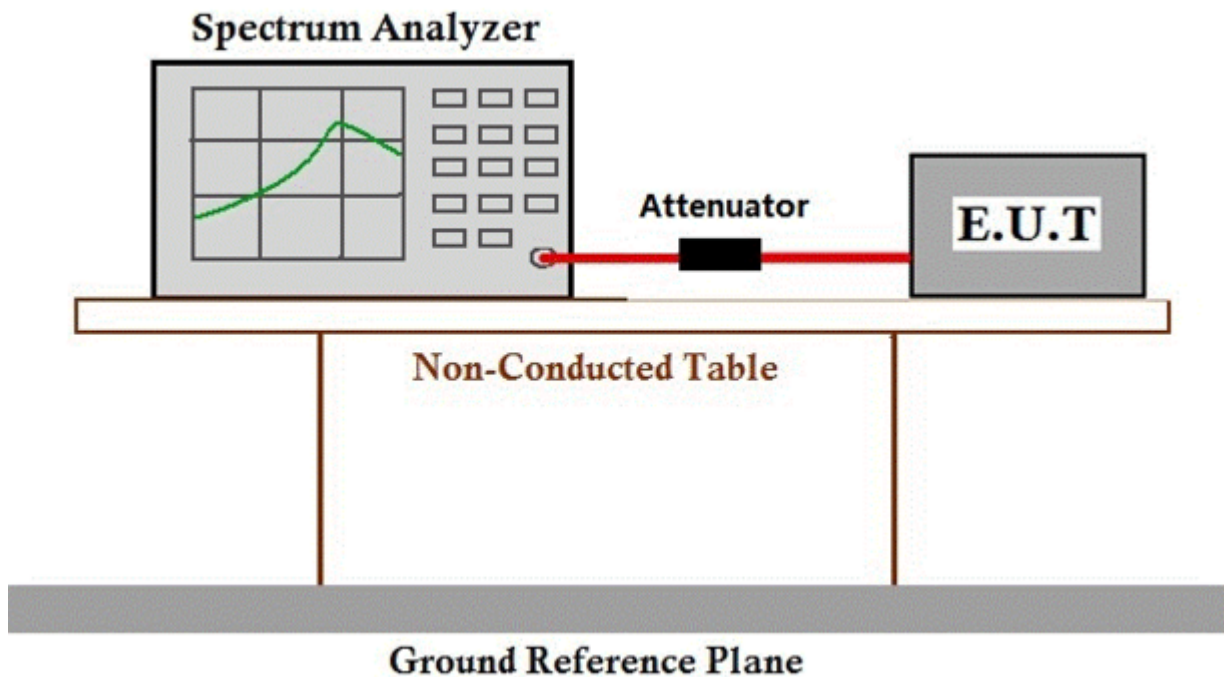 Spectrum Analyzer
Attenuator
E.U.T
Non-Conducted Table
Ground Reference Plane